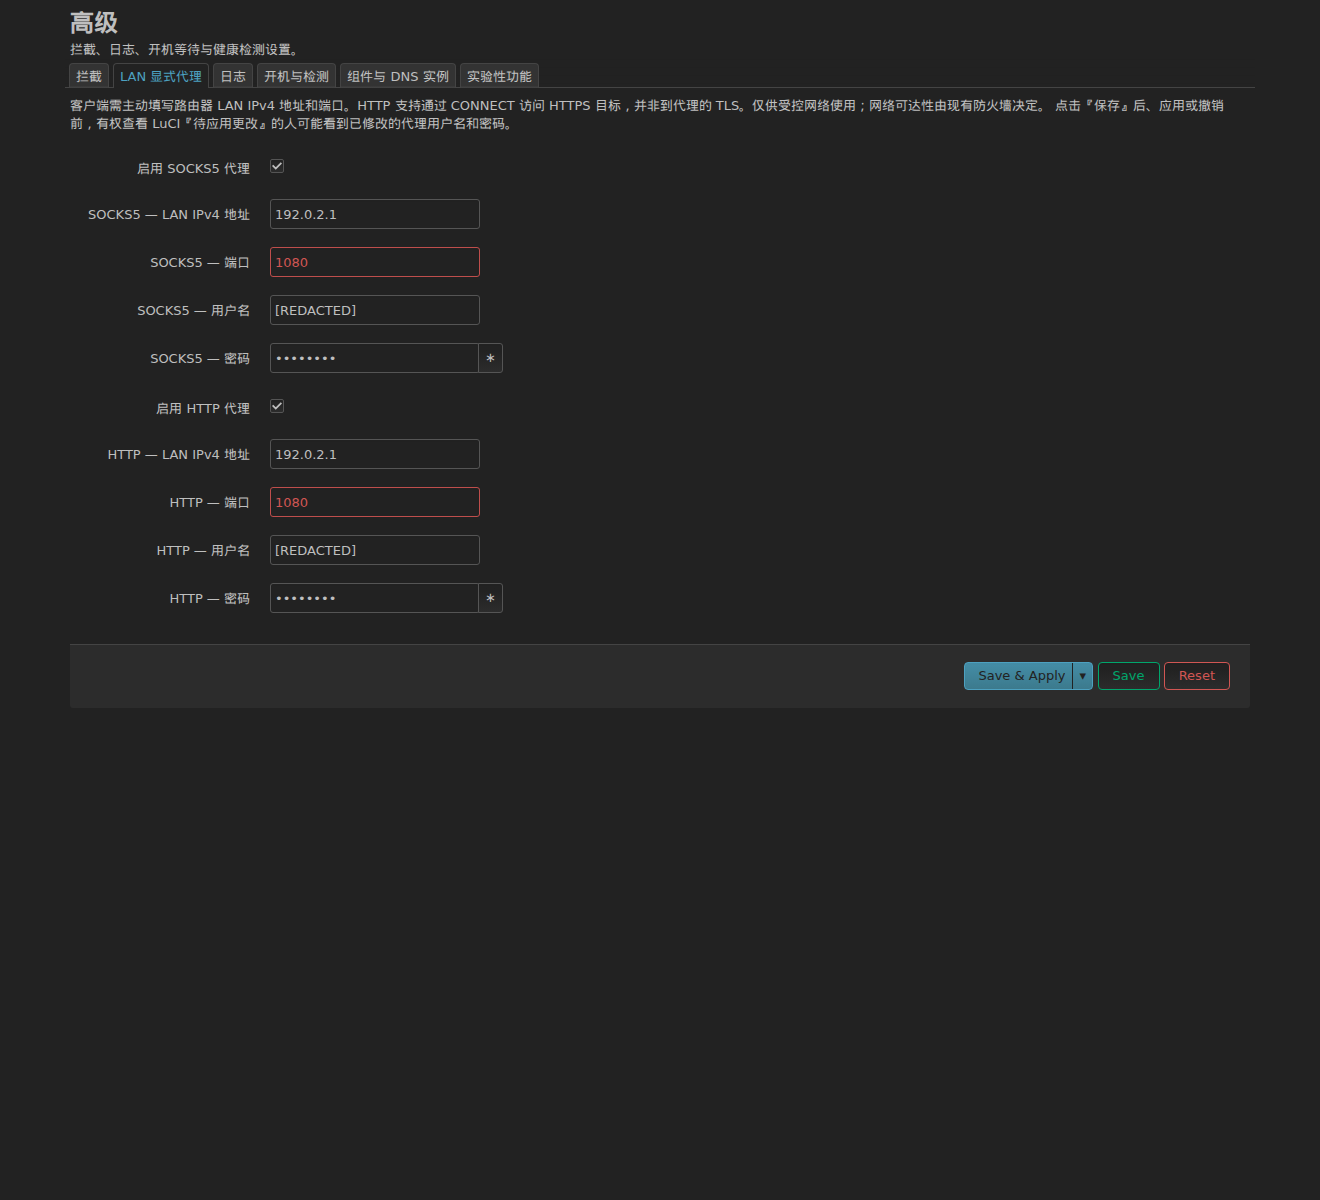 高级
拦截、日志、开机等待与健康检测设置。
拦截 LAN 显式代理 日志 开机与检测 组件与 DNS 实例 实验性功能
客户端需主动填写路由器 LAN IPv4 地址和端口。HTTP 支持通过 CONNECT 访问 HTTPS 目标，并非到代理的 TLS。仅供受控网络使用；网络可达性由现有防火墙决定。 点击『保存』后、应用或撤销
前，有权查看 LuCI『待应用更改』的人可能看到已修改的代理用户名和密码。
启用 SOCKS5 代理
SOCKS5 — LAN IPv4 地址 192.0.2.1
SOCKS5 — 端口 1080
SOCKS5 — 用户名 [REDACTED]
SOCKS5 — 密码 •••••••• ∗
启用 HTTP 代理
HTTP — LAN IPv4 地址 192.0.2.1
HTTP — 端口 1080
HTTP — 用户名 [REDACTED]
HTTP — 密码 •••••••• ∗
Save & Apply ▾ Save Reset